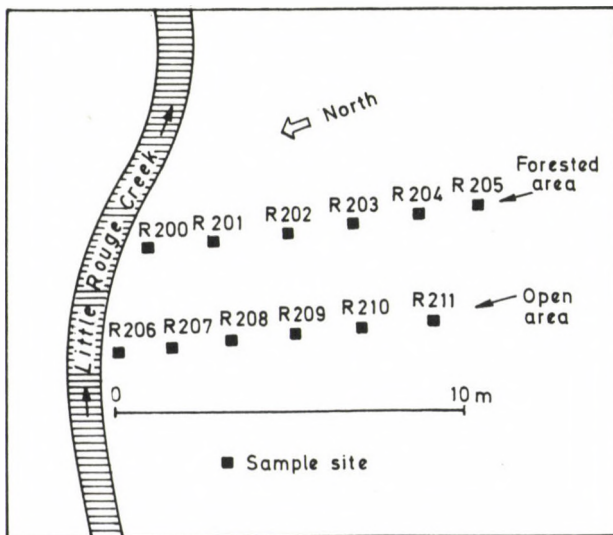 North
Forested area
R200 R201 R202 R203 R204 R205
Little Rouge Creek
Open area
R206 R207 R208 R209 R210 R211
0 10 m
Sample site